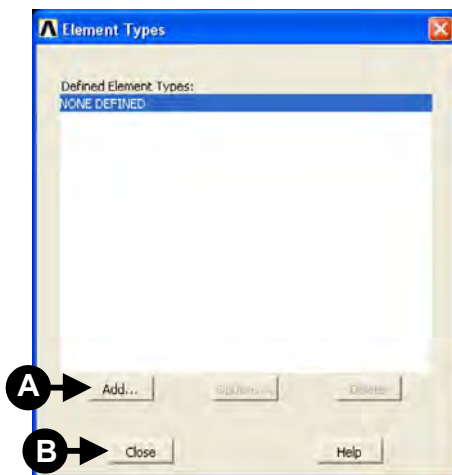 Element Types
Defined Element Types:
NONE DEFINED
A Add... Options... Delete
B Close Help